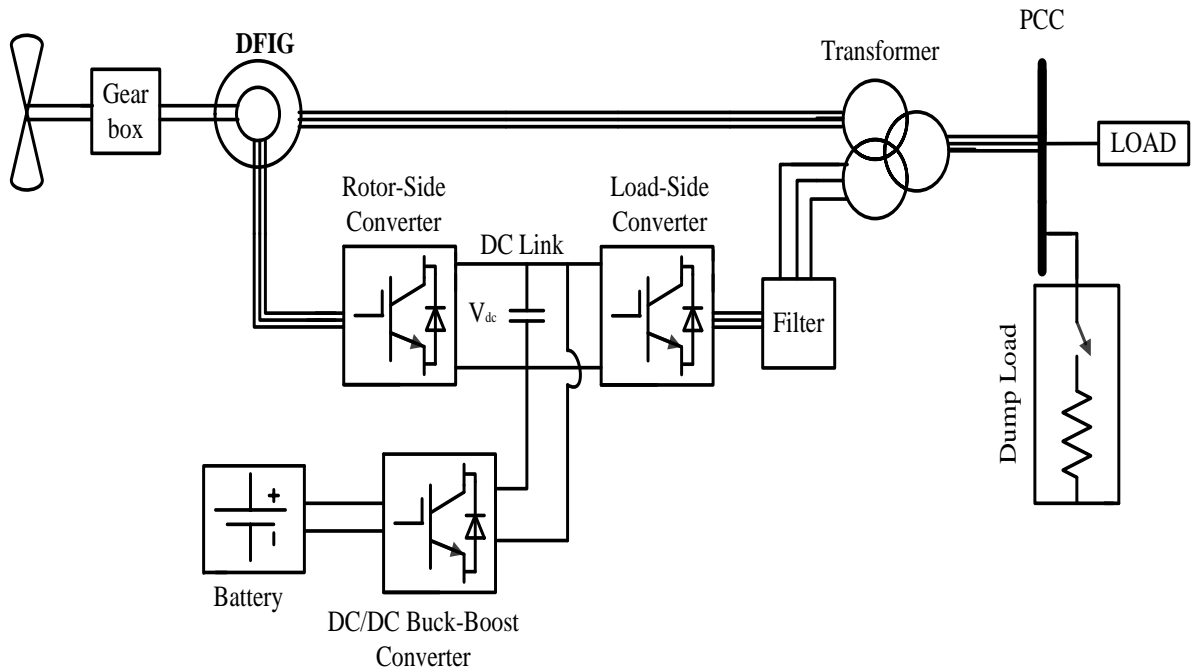 PCC
DFIG
Transformer
Gear
box
LOAD
Rotor-Side
Converter
Load-Side
Converter
DC Link
Vdc
Filter
Dump Load
+
-
Battery
DC/DC Buck-Boost
Converter